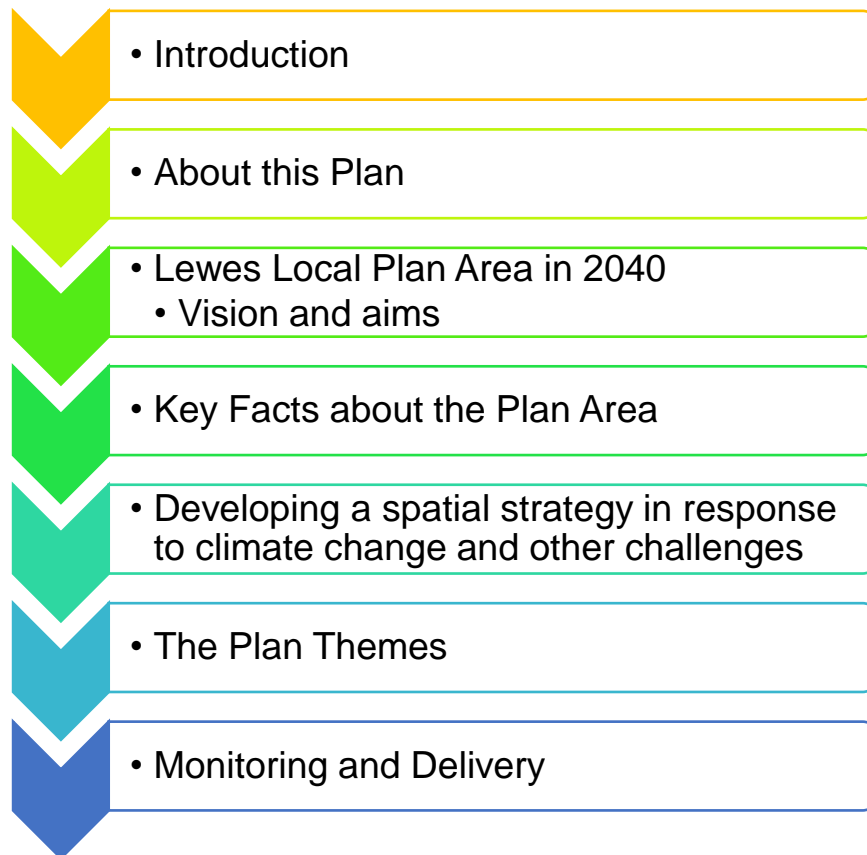 • Introduction
• About this Plan
• Lewes Local Plan Area in 2040
• Vision and aims
• Key Facts about the Plan Area
• Developing a spatial strategy in response
to climate change and other challenges
• The Plan Themes
• Monitoring and Delivery